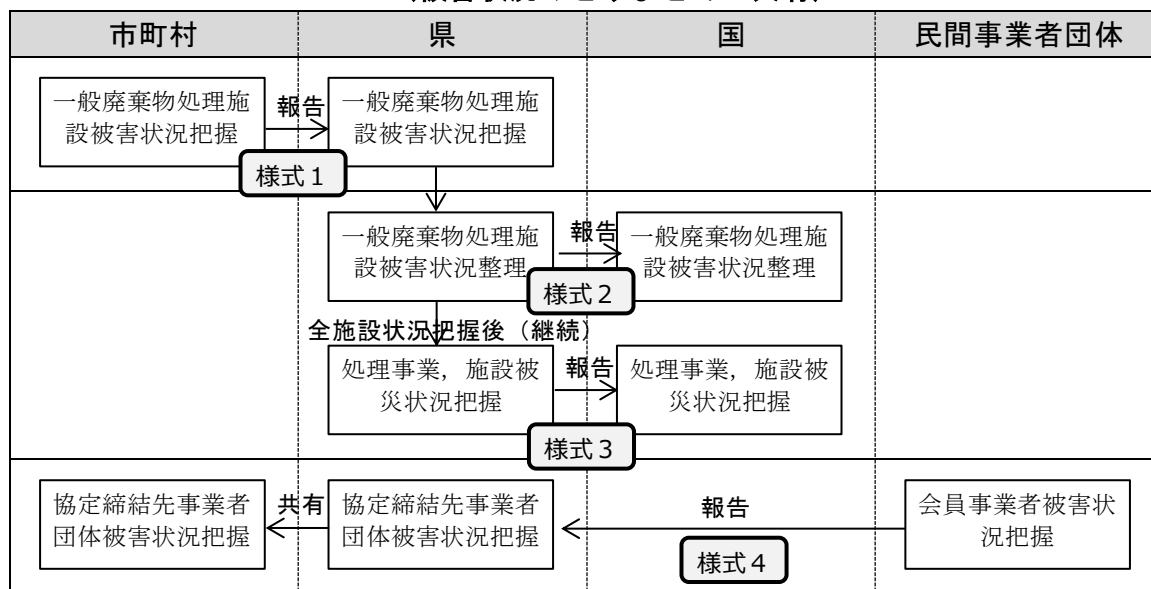 市町村 県 国 民間事業者団体
一般廃棄物処理施
設被害状況把握
報告
一般廃棄物処理施
設被害状況把握
様式1
一般廃棄物処理施
設被害状況整理
報告
一般廃棄物処理施
設被害状況整理
様式2
全施設状況把握後(継続)
処理事業,施設被
災状況把握
報告
処理事業,施設被
災状況把握
様式3
協定締結先事業者
団体被害状況把握
共有
協定締結先事業者
団体被害状況把握
報告
様式4
会員事業者被害状
況把握